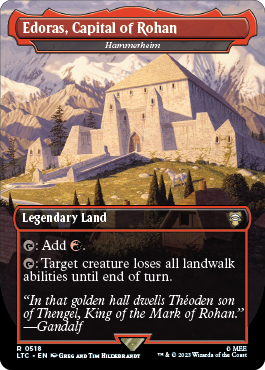 Edoras, Capital of Rohan
Hammerheim
Legendary Land
: Add .
: Target creature loses all landwalk
abilities until end of turn.
“In that golden hall dwells Théoden son
of Thengel, King of the Mark of Rohan.”
—Gandalf
R 0518
LTC • EN Greg and Tim Hildebrandt
© MEE
™ & © 2023 Wizards of the Coast